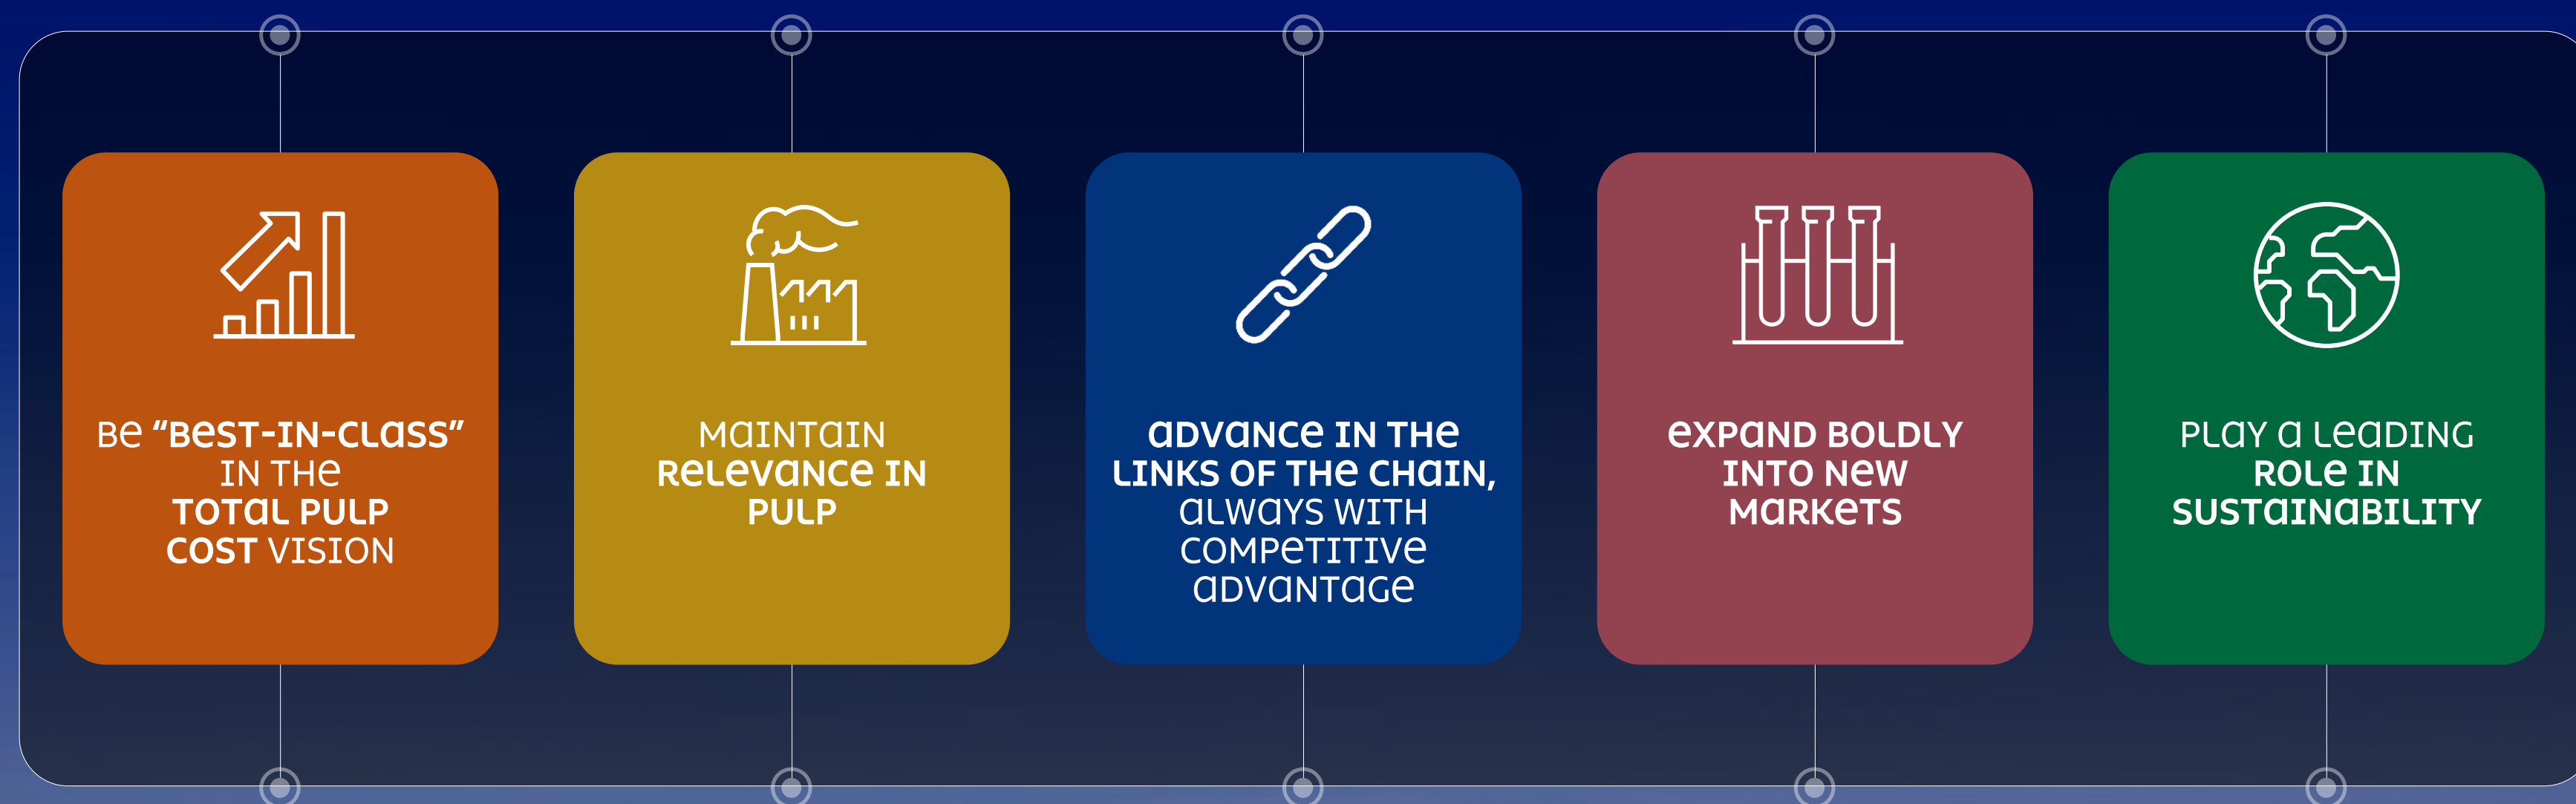 Be “BEST-IN-CLASS”
IN THE
TOTAL PULP
COST VISION
MAINTAIN
RELEVANCE IN
PULP
ADVANCE IN THE
LINKS OF THE CHAIN,
ALWAYS WITH
COMPETITIVE
ADVANTAGE
EXPAND BOLDLY
INTO NEW
MARKETS
PLAY A LEADING
ROLE IN
SUSTAINABILITY